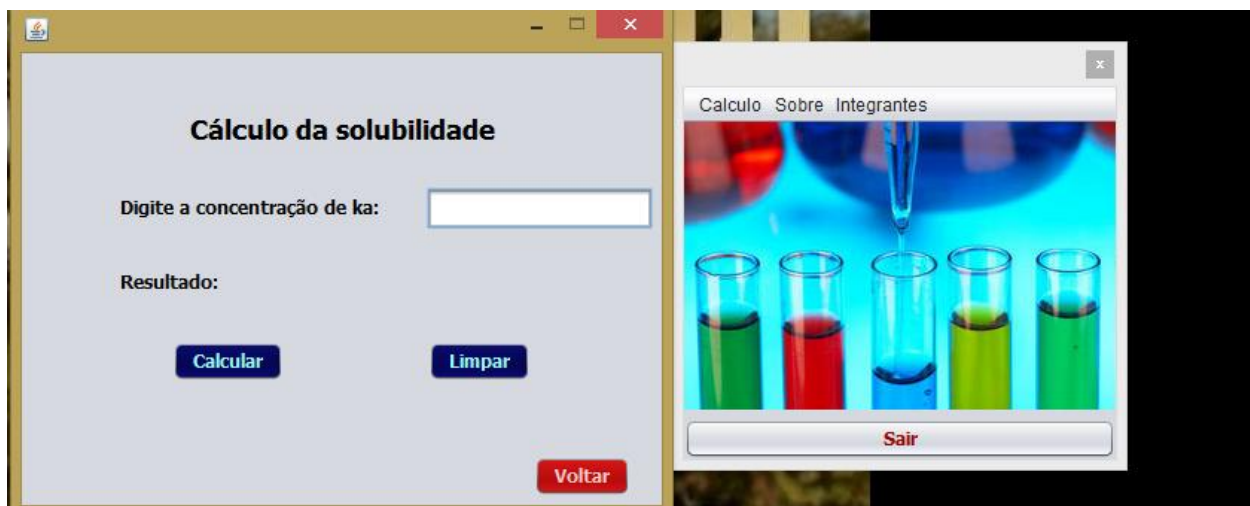 Cálculo da solubilidade
Digite a concentração de ka:
Resultado:
Calcular Limpar
Voltar
x
Calculo Sobre Integrantes
Sair